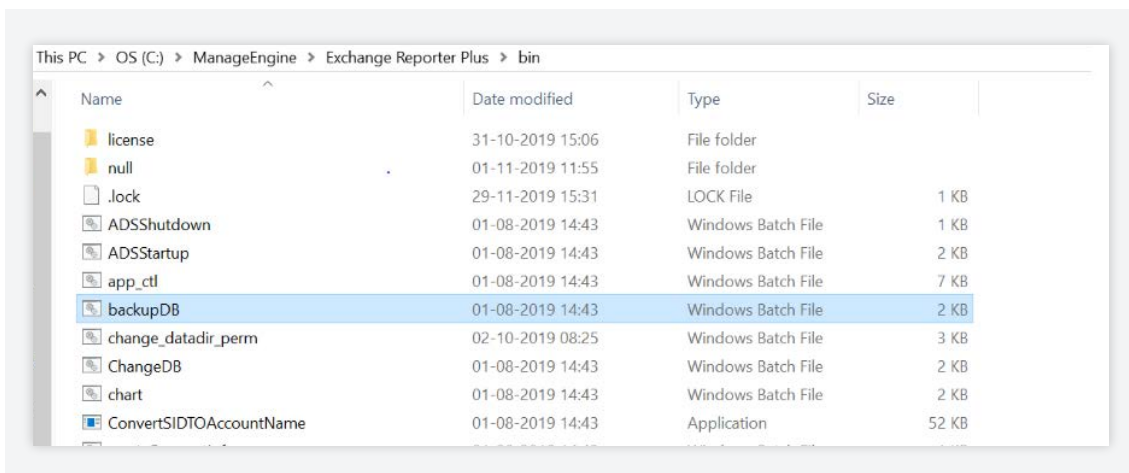 This PC > OS (C:) > ManageEngine > Exchange Reporter Plus > bin
Name Date modified Type Size
license 31-10-2019 15:06 File folder
null 01-11-2019 11:55 File folder
.lock 29-11-2019 15:31 LOCK File 1 KB
ADSShutdown 01-08-2019 14:43 Windows Batch File 1 KB
ADSStartup 01-08-2019 14:43 Windows Batch File 2 KB
app_ctl 01-08-2019 14:43 Windows Batch File 7 KB
backupDB 01-08-2019 14:43 Windows Batch File 2 KB
change_datadir_perm 02-10-2019 08:25 Windows Batch File 3 KB
ChangeDB 01-08-2019 14:43 Windows Batch File 2 KB
chart 01-08-2019 14:43 Windows Batch File 2 KB
ConvertSIDTOAccountName 01-08-2019 14:43 Application 52 KB